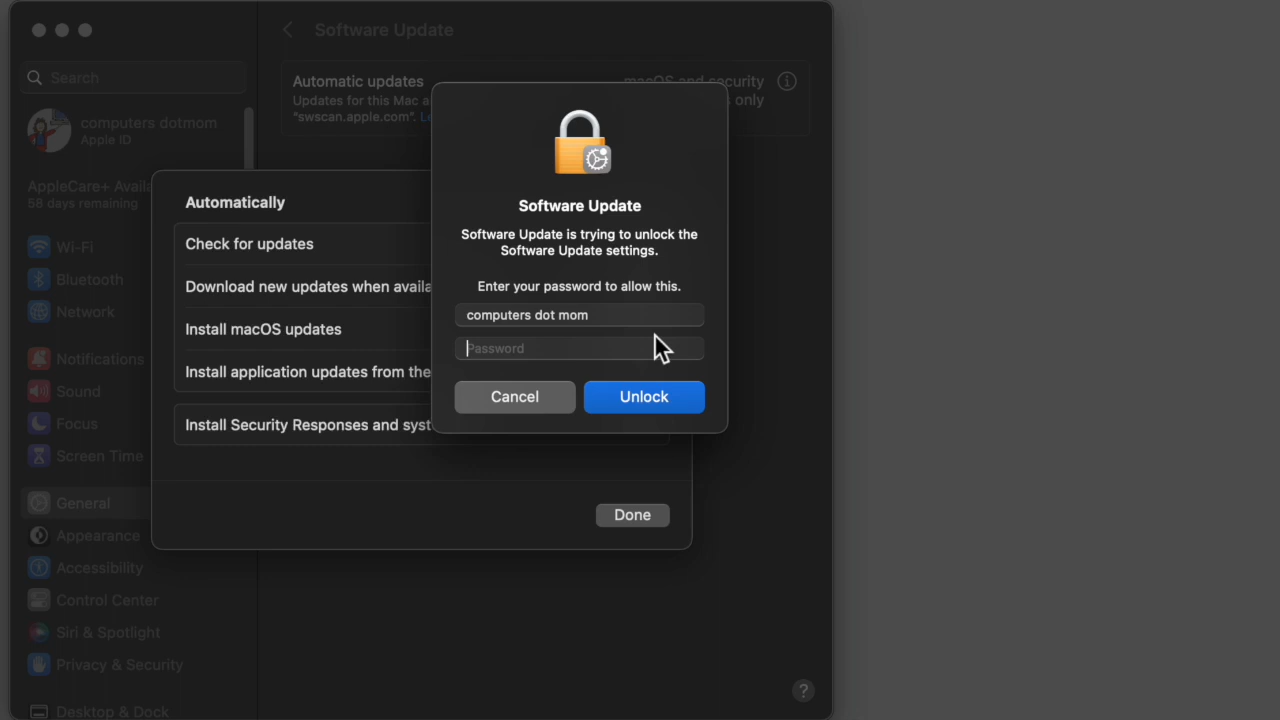 Software Update
Search
computers dotmom
Apple ID
AppleCare+ Availa
58 days remaining
Wi-Fi
Bluetooth
Network
Notifications
Sound
Focus
Screen Time
General
Appearance
Accessibility
Control Center
Siri & Spotlight
Privacy & Security
Desktop & Dock
Automatic updates
macOS and security
only
Updates for this Mac a
"swscan.apple.com". Le
Automatically
Check for updates
Download new updates when availa
Install macOS updates
Install application updates from the
Install Security Responses and syst
Done
Software Update
Software Update is trying to unlock the
Software Update settings.
Enter your password to allow this.
computers dot mom
Password
Cancel
Unlock
?